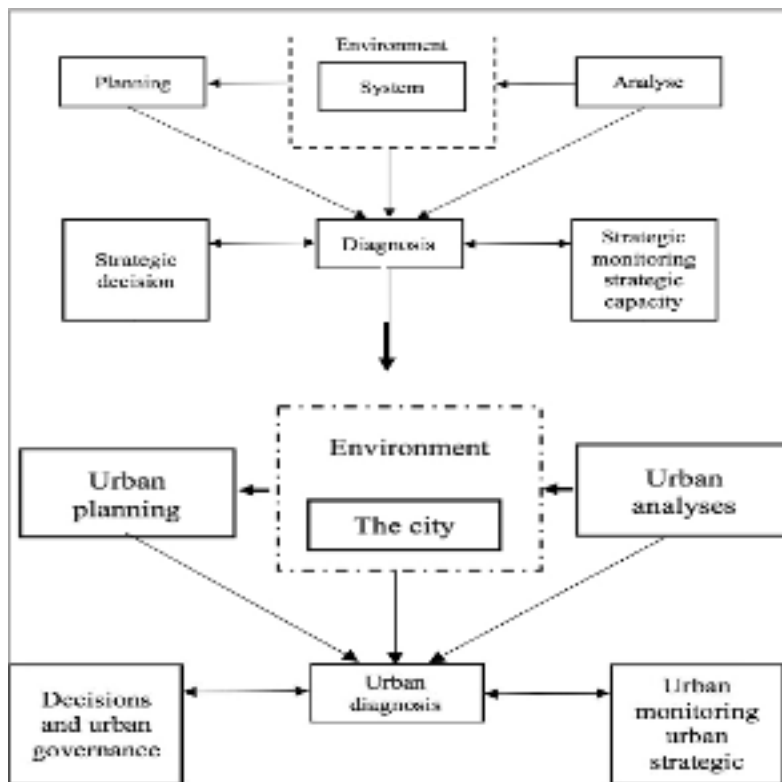 Environment
Planning
System
Analyse
Strategic
decision
Diagnosis
Strategic
monitoring
strategic
capacity
Environment
Urban
planning
The city
Urban
analyses
Decisions
and urban
governance
Urban
diagnosis
Urban
monitoring
urban
strategic